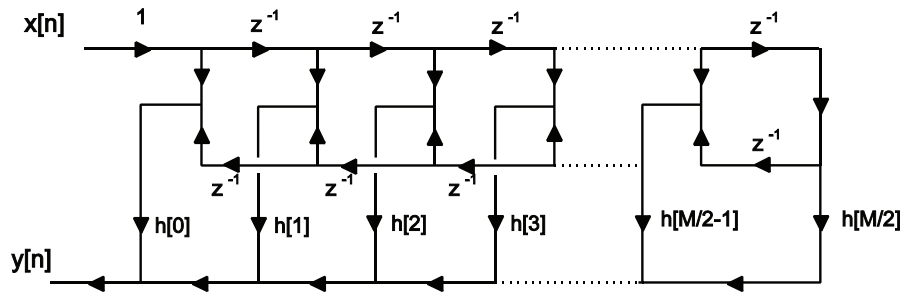 x[n] 1 z⁻¹ z⁻¹ z⁻¹ z⁻¹
z⁻¹
z⁻¹ z⁻¹ z⁻¹
h[0] h[1] h[2] h[3] h[M/2-1] h[M/2]
y[n]